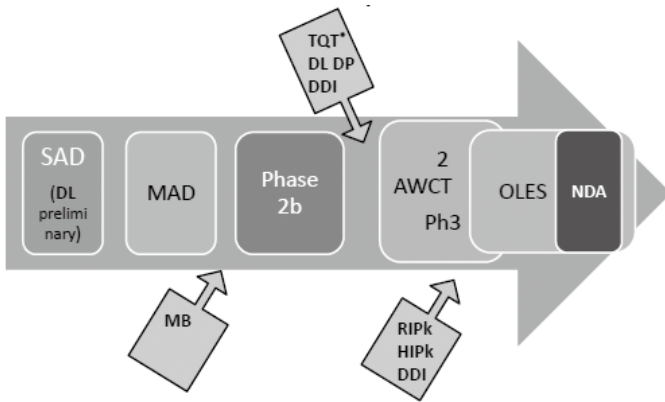 TQT*
DL DP
DDI
SAD
(DL
prelimi
nary)
MAD
Phase
2b
2
AWCT
Ph3
OLES
NDA
MB
RIPk
HIPk
DDI